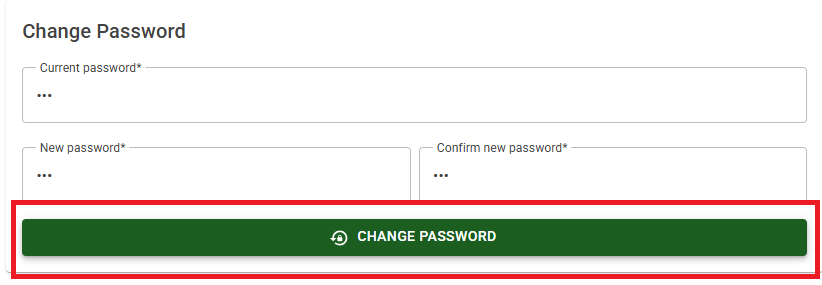 Change Password
Current password*
•••
New password* Confirm new password*
••• •••
CHANGE PASSWORD